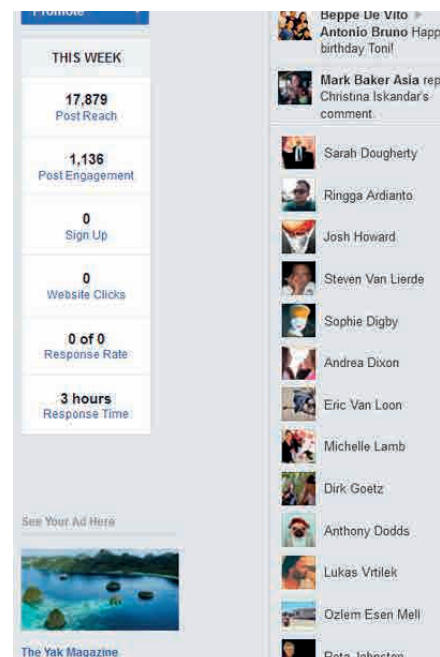 Promote
THIS WEEK
17,879
Post Reach
1,136
Post Engagement
0
Sign Up
0
Website Clicks
0 of 0
Response Rate
3 hours
Response Time
See Your Ad Here
The Yak Magazine
Beppe De Vito
Antonio Bruno Happ
birthday Toni!
Mark Baker Asia rep
Christina Iskandar's
comment.
Sarah Dougherty
Ringga Ardianto
Josh Howard
Steven Van Lierde
Sophie Digby
Andrea Dixon
Eric Van Loon
Michelle Lamb
Dirk Goetz
Anthony Dodds
Lukas Vrtilek
Ozlem Esen Mell
Reta Johnston